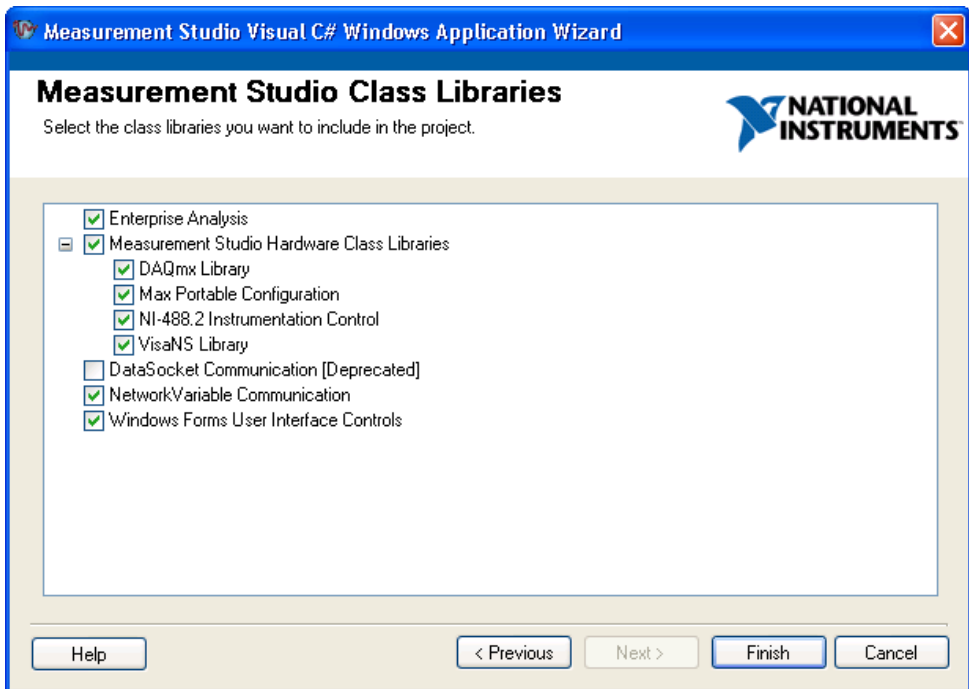 Measurement Studio Visual C# Windows Application Wizard
Measurement Studio Class Libraries
Select the class libraries you want to include in the project.
NATIONAL
INSTRUMENTS
Enterprise Analysis
Measurement Studio Hardware Class Libraries
DAQmx Library
Max Portable Configuration
NI-488.2 Instrumentation Control
VisaNS Library
DataSocket Communication [Deprecated]
NetworkVariable Communication
Windows Forms User Interface Controls
Help
< Previous
Next >
Finish
Cancel